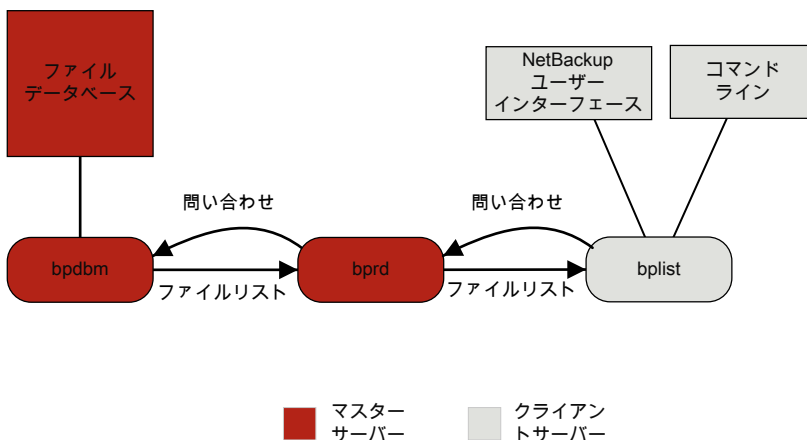 ファイル
データベース
NetBackup
ユーザー
インターフェース
コマンド
ライン
問い合わせ
問い合わせ
bpdbm
bprd
bplist
ファイルリスト
ファイルリスト
マスター
サーバー
クライアン
トサーバー